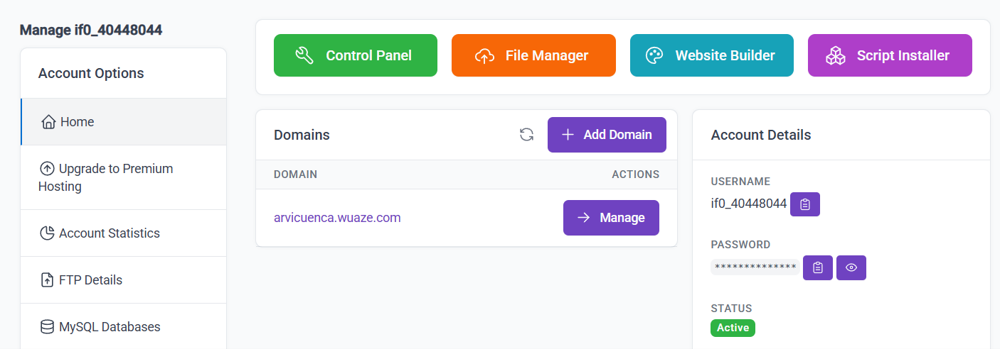 Manage if0_40448044
Account Options
Home
Upgrade to Premium
Hosting
Account Statistics
FTP Details
MySQL Databases
Control Panel
File Manager
Website Builder
Script Installer
Domains
Add Domain
DOMAIN
ACTIONS
arvicuenca.wuaze.com
Manage
Account Details
USERNAME
if0_40448044
PASSWORD
**************
STATUS
Active